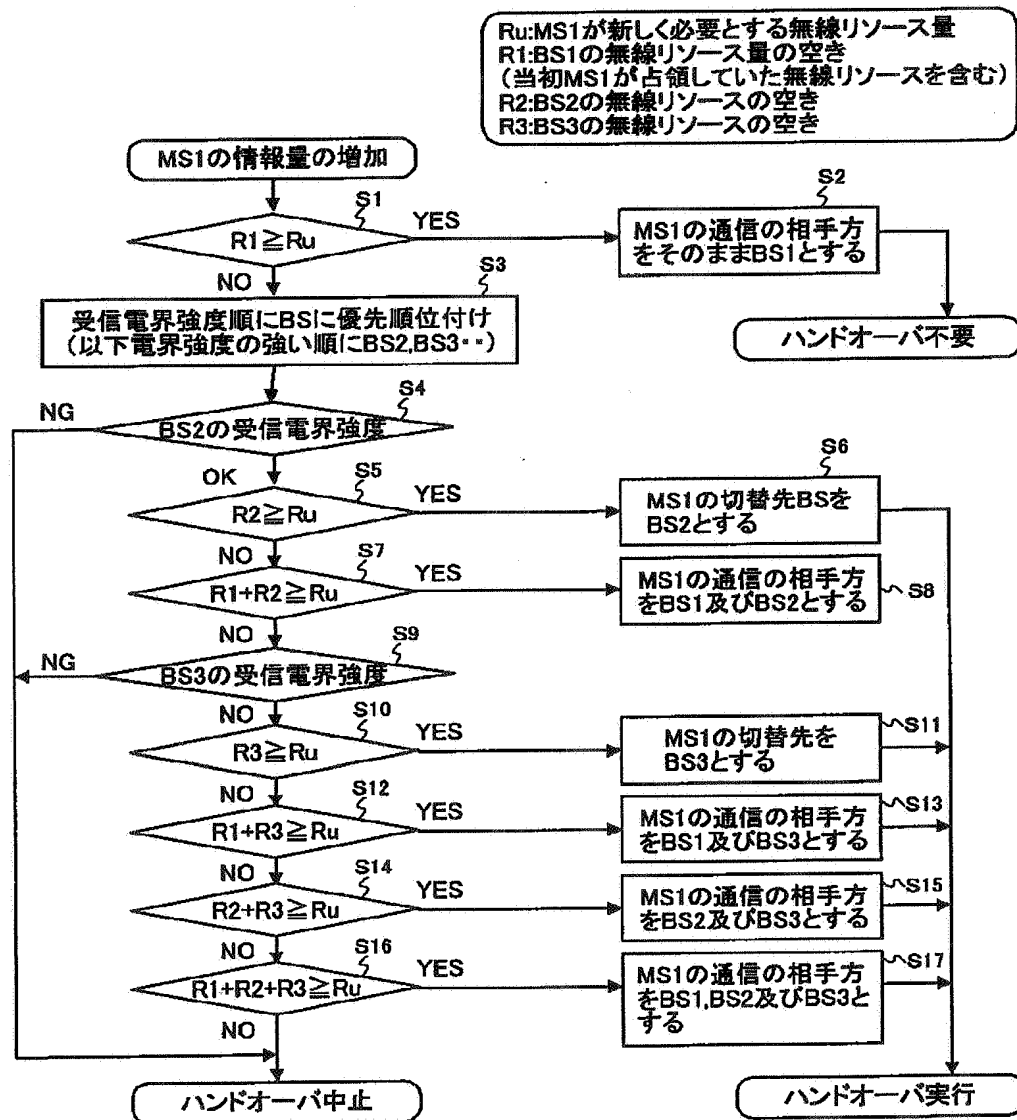 Ru:MS1が新しく必要とする無線リソース量
R1:BS1の無線リソース量の空き
(当初MS1が占領していた無線リソースを含む)
R2:BS2の無線リソースの空き
R3:BS3の無線リソースの空き
MS1の情報量の増加
S1
R1≧Ru
YES
NO
S2
MS1の通信の相手方
をそのままBS1とする
ハンドオーバ不要
S3
受信電界強度順にBSに優先順位付け
(以下電界強度の強い順にBS2,BS3‥)
S4
BS2の受信電界強度
NG
OK
S5
R2≧Ru
YES
NO
S6
MS1の切替先BSを
BS2とする
S7
R1+R2≧Ru
YES
NO
MS1の通信の相手方
をBS1及びBS2とする
S8
S9
BS3の受信電界強度
NG
NO
S10
R3≧Ru
YES
NO
S11
MS1の切替先を
BS3とする
S12
R1+R3≧Ru
YES
NO
S13
MS1の通信の相手方
をBS1及びBS3とする
S14
R2+R3≧Ru
YES
NO
S15
MS1の通信の相手方
をBS2及びBS3とする
S16
R1+R2+R3≧Ru
YES
NO
S17
MS1の通信の相手方
をBS1,BS2及びBS3と
する
ハンドオーバ中止
ハンドオーバ実行